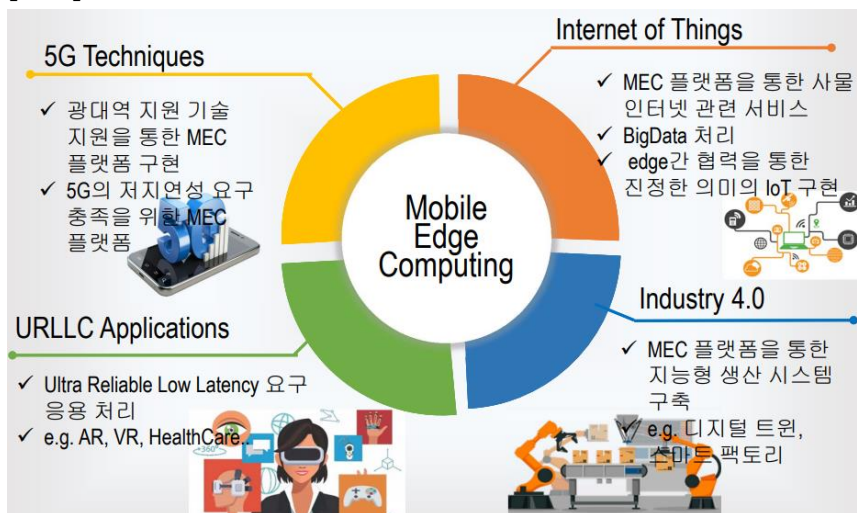 5G Techniques
✓ 광대역 지원 기술
지원을 통한 MEC
플랫폼 구현
✓ 5G의 저지연성 요구
충족을 위한 MEC
플랫폼
Internet of Things
✓ MEC 플랫폼을 통한 사물
인터넷 관련 서비스
✓ BigData 처리
✓ edge간 협력을 통한
진정한 의미의 IoT 구현
Mobile
Edge
Computing
URLLC Applications
✓ Ultra Reliable Low Latency 요구
응용 처리
✓ e.g. AR, VR, HealthCare..
Industry 4.0
✓ MEC 플랫폼을 통한
지능형 생산 시스템
구축
✓ e.g. 디지털 트윈,
스마트 팩토리
5G
360°